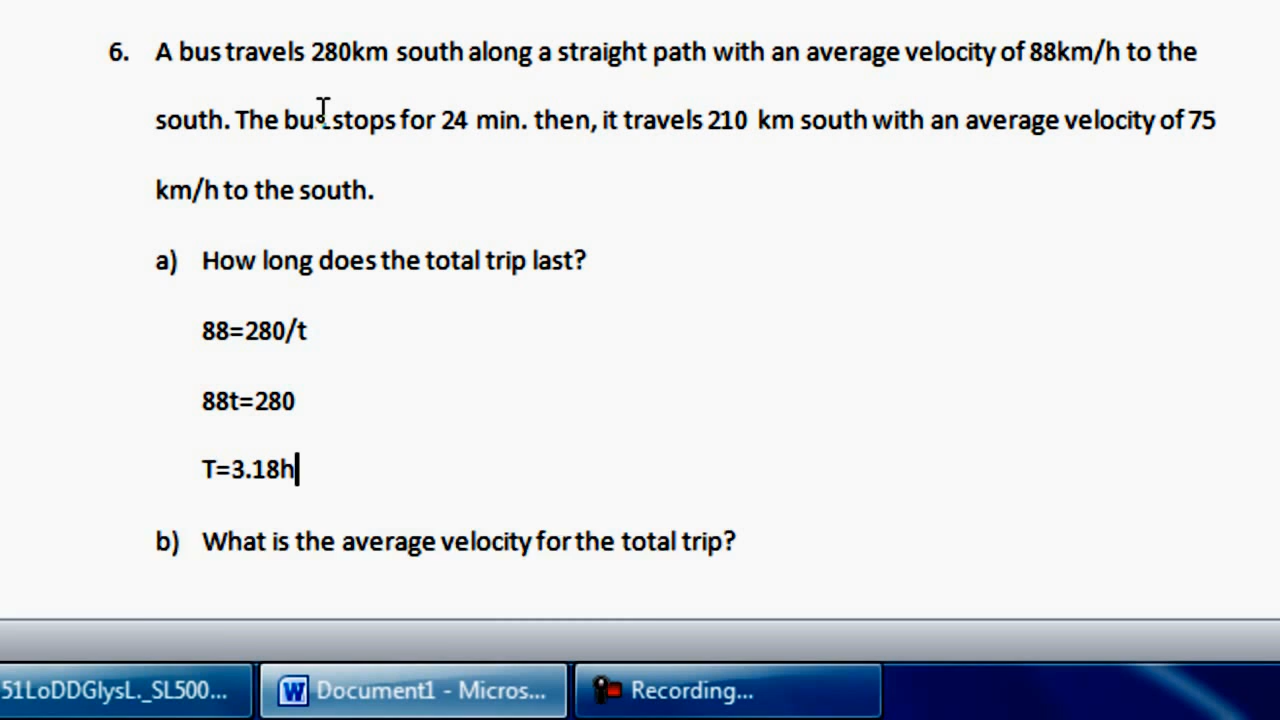 6. A bus travels 280km south along a straight path with an average velocity of 88km/h to the
south. The bus stops for 24 min. then, it travels 210 km south with an average velocity of 75
km/h to the south.
a) How long does the total trip last?
88=280/t
88t=280
T=3.18h
b) What is the average velocity for the total trip?
51LoDDGlysL._SL500... Document1 - Micros... Recording...